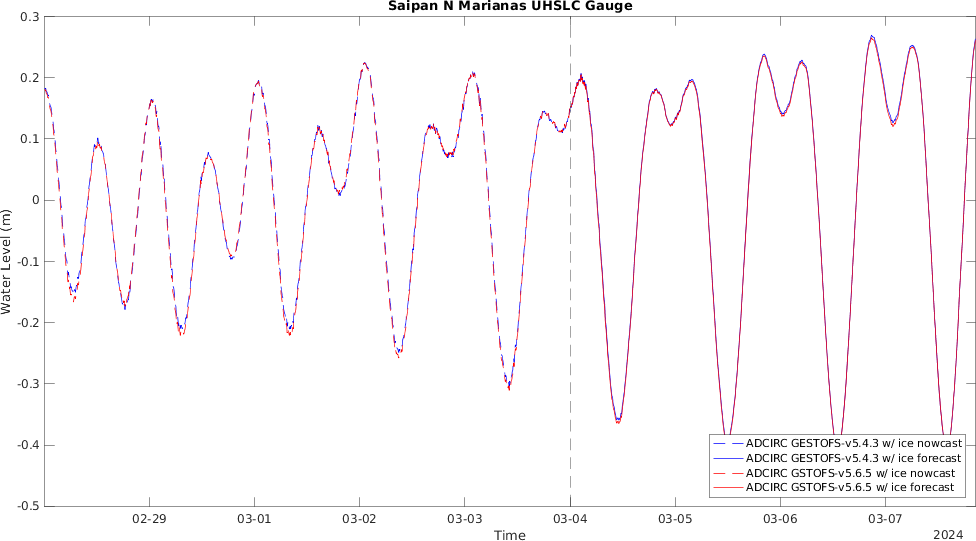 Saipan N Marianas UHSLC Gauge
0.3
0.2
0.1
0
-0.1
-0.2
-0.3
-0.4
-0.5
Water Level (m)
02-29
03-01
03-02
03-03
03-04
03-05
03-06
03-07
Time
2024
ADCIRC GESTOFS-v5.4.3 w/ ice nowcast
ADCIRC GESTOFS-v5.4.3 w/ ice forecast
ADCIRC GSTOFS-v5.6.5 w/ ice nowcast
ADCIRC GSTOFS-v5.6.5 w/ ice forecast